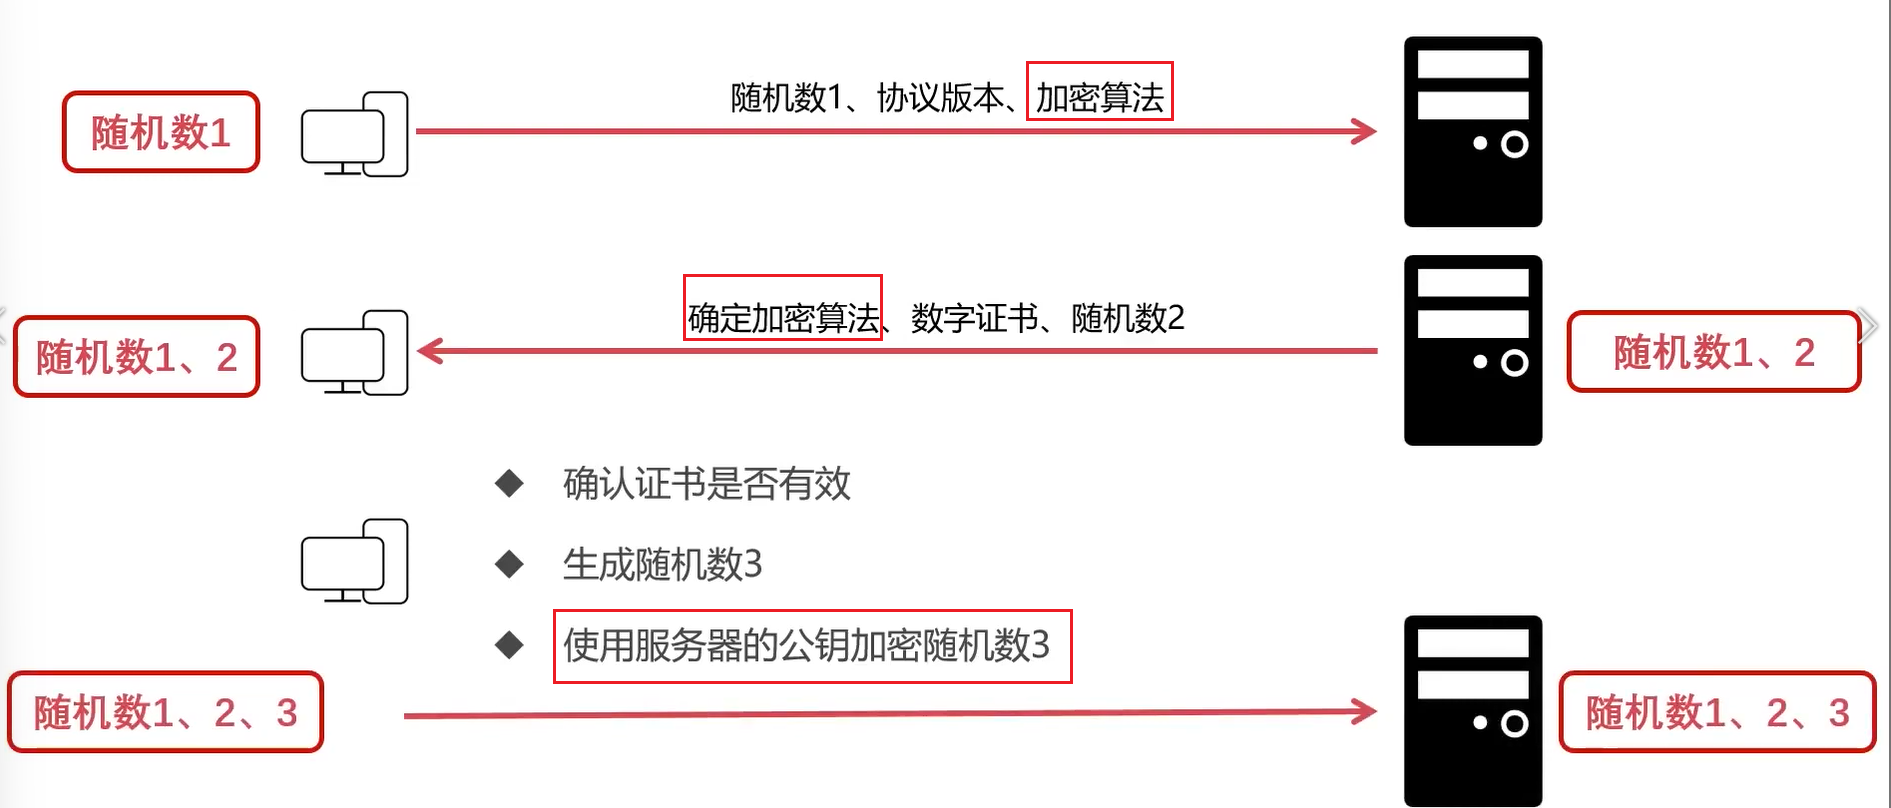 随机数1、协议版本、加密算法
随机数1
确定加密算法、数字证书、随机数2
随机数1、2
随机数1、2
确认证书是否有效
生成随机数3
使用服务器的公钥加密随机数3
随机数1、2、3
随机数1、2、3